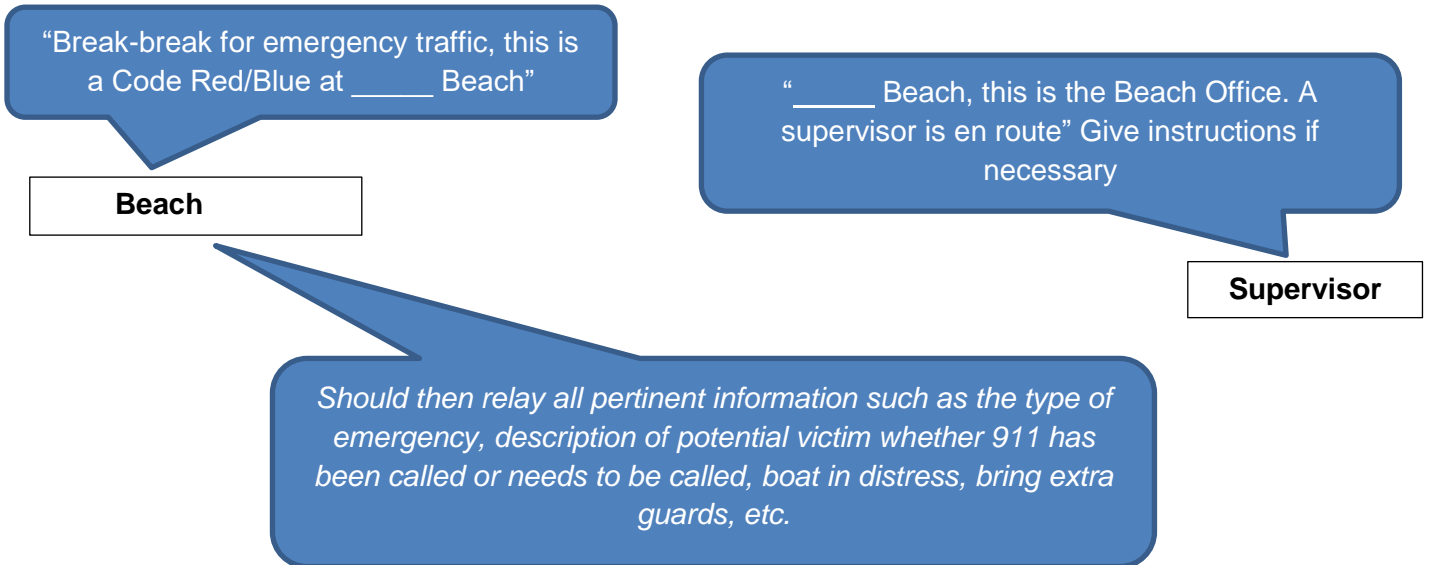 “Break-break for emergency traffic, this is
a Code Red/Blue at _____ Beach”
“_____ Beach, this is the Beach Office. A
supervisor is en route” Give instructions if
necessary
Beach
Supervisor
Should then relay all pertinent information such as the type of
emergency, description of potential victim whether 911 has
been called or needs to be called, boat in distress, bring extra
guards, etc.